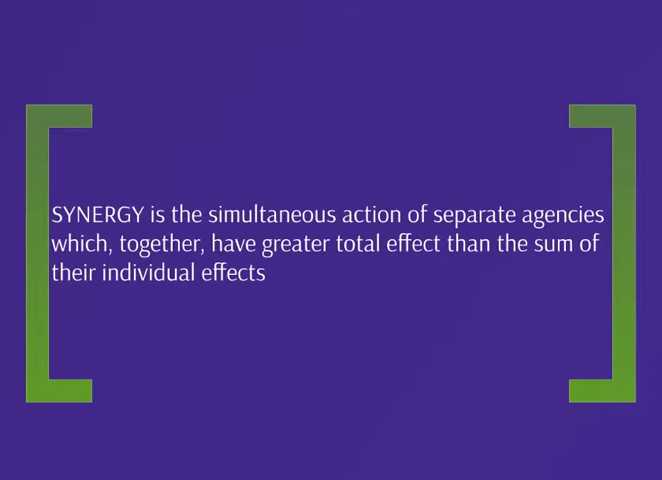 SYNERGY is the simultaneous action of separate agencies
which, together, have greater total effect than the sum of
their individual effects